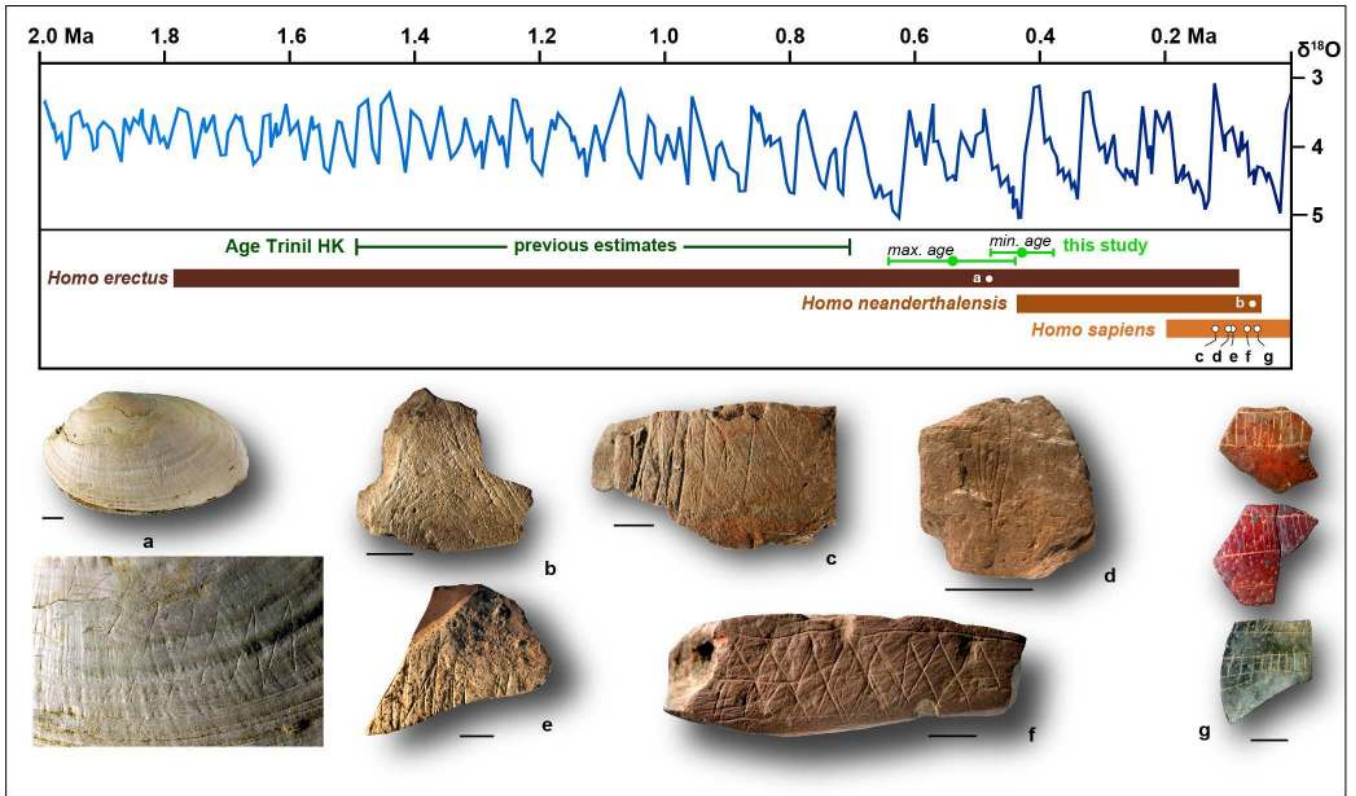 2.0 Ma 1.8 1.6 1.4 1.2 1.0 0.8 0.6 0.4 0.2 Ma
δ¹⁸O
3
4
5
Age Trinil HK previous estimates max. age min. age this study
Homo erectus a
Homo neanderthalensis b
Homo sapiens
c d e f g
a
b
c
d
e
f
g